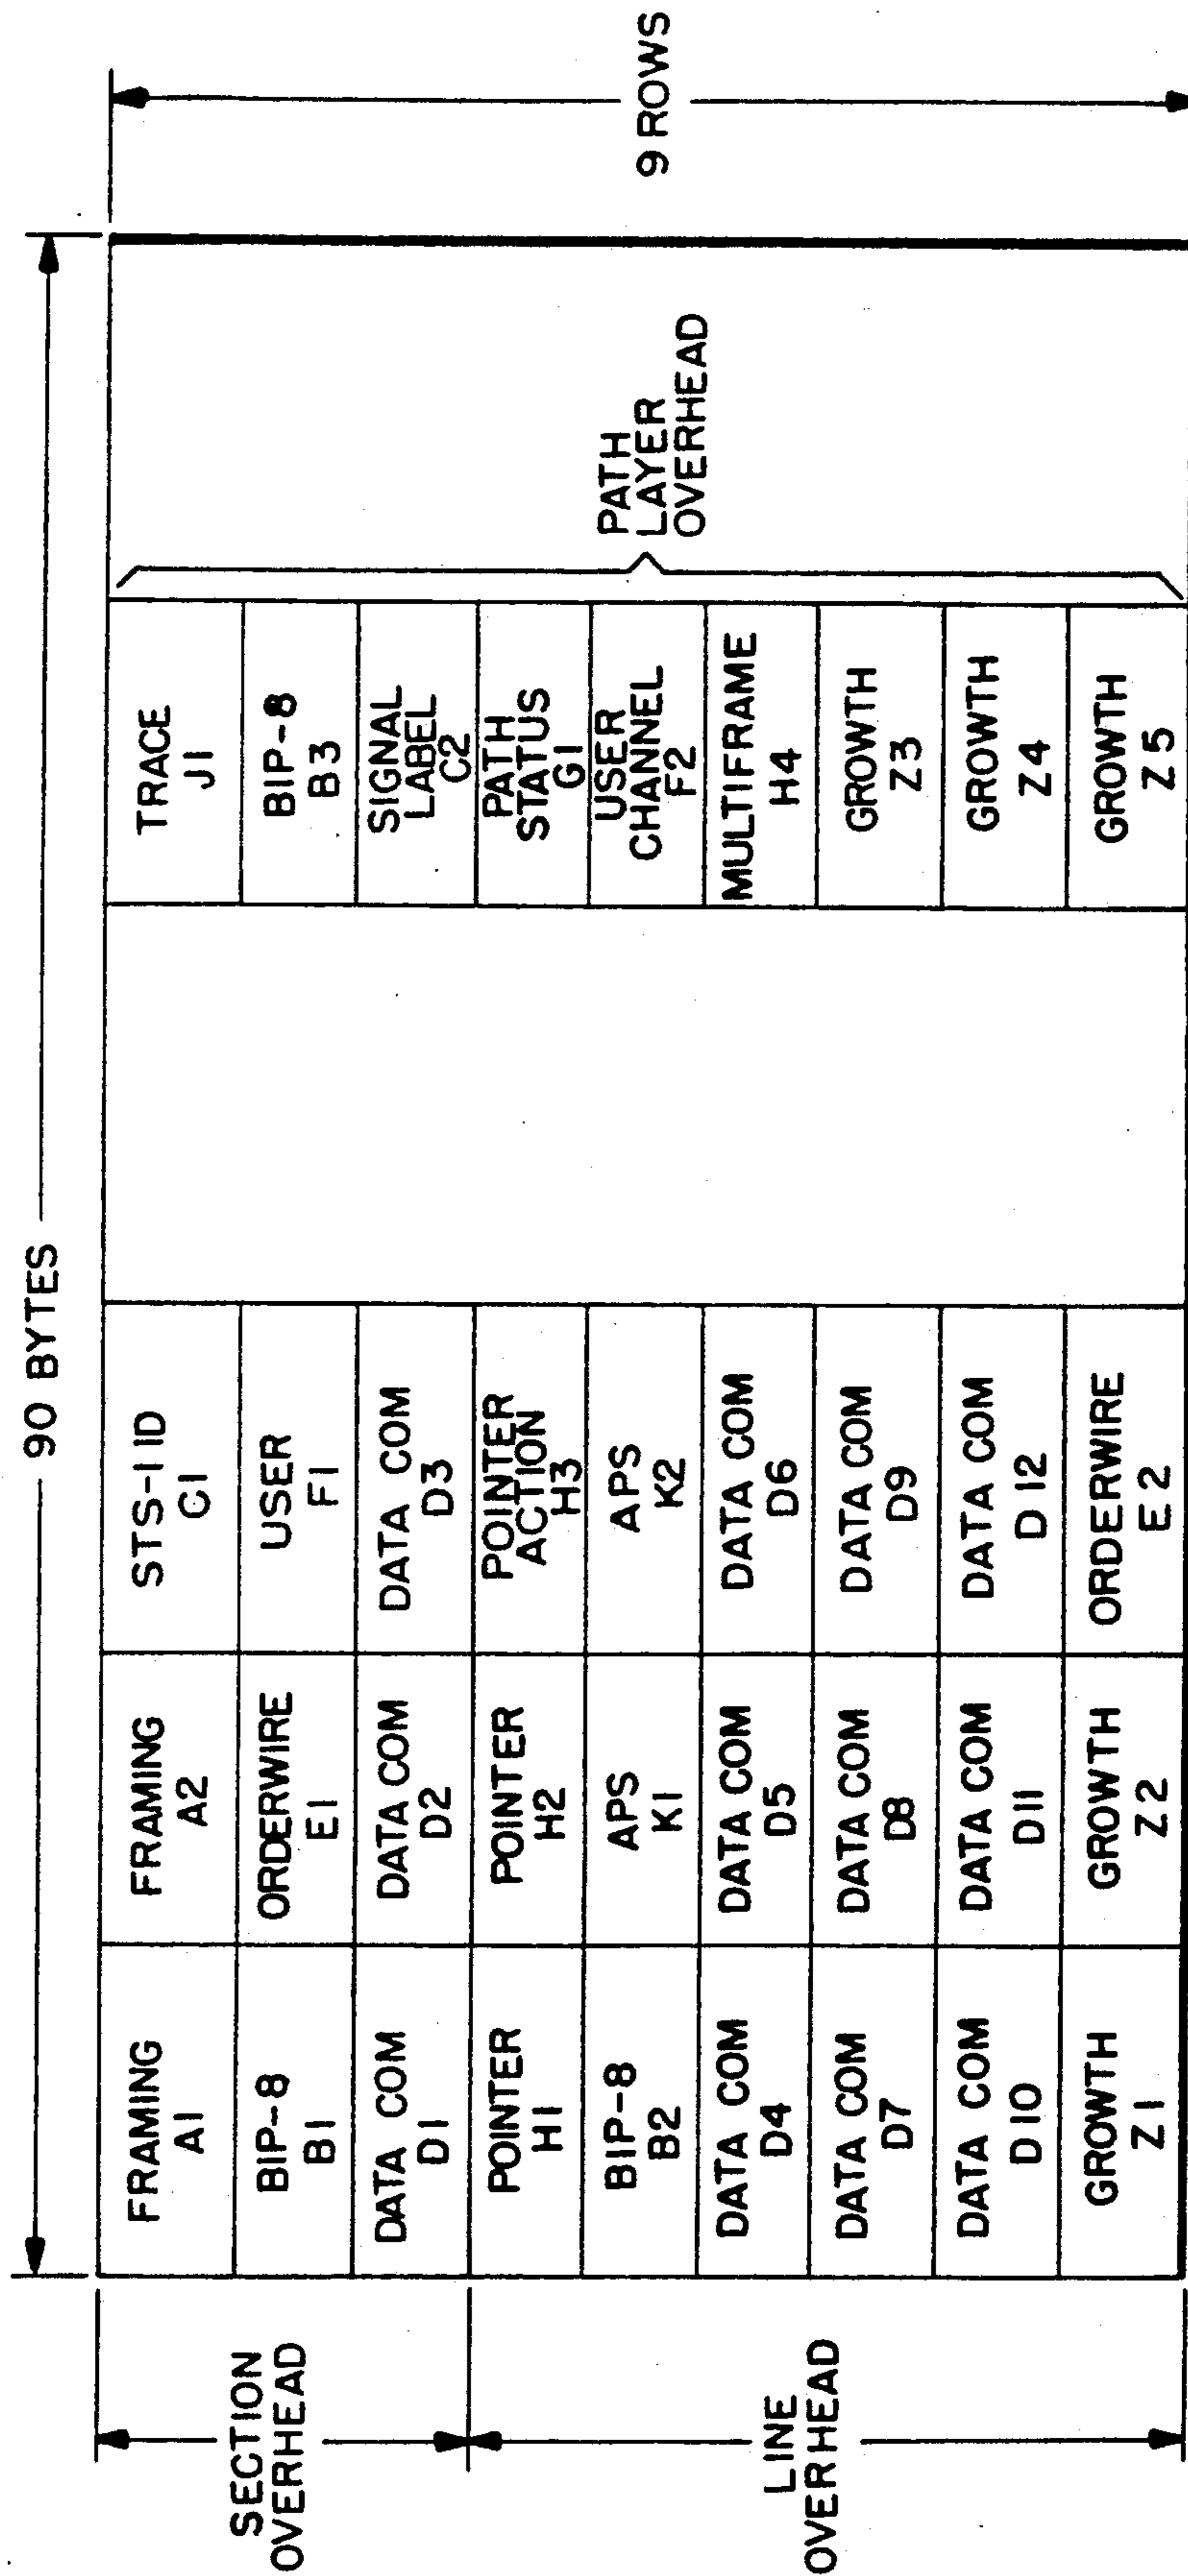 90 BYTES
9 ROWS
SECTION
OVERHEAD
LINE
OVERHEAD
FRAMING
A1
FRAMING
A2
STS-1 ID
C1
TRACE
J1
BIP-8
B1
ORDERWIRE
E1
USER
F1
BIP-8
B3
DATA COM
D1
DATA COM
D2
DATA COM
D3
SIGNAL
LABEL
C2
POINTER
H1
POINTER
H2
POINTER
ACTION
H3
PATH
STATUS
G1
BIP-8
B2
APS
K1
APS
K2
USER
CHANNEL
F2
DATA COM
D4
DATA COM
D5
DATA COM
D6
MULTIFRAME
H4
DATA COM
D7
DATA COM
D8
DATA COM
D9
GROWTH
Z3
DATA COM
D10
DATA COM
D11
DATA COM
D12
GROWTH
Z4
GROWTH
Z1
GROWTH
Z2
ORDERWIRE
E2
GROWTH
Z5
PATH
LAYER
OVERHEAD